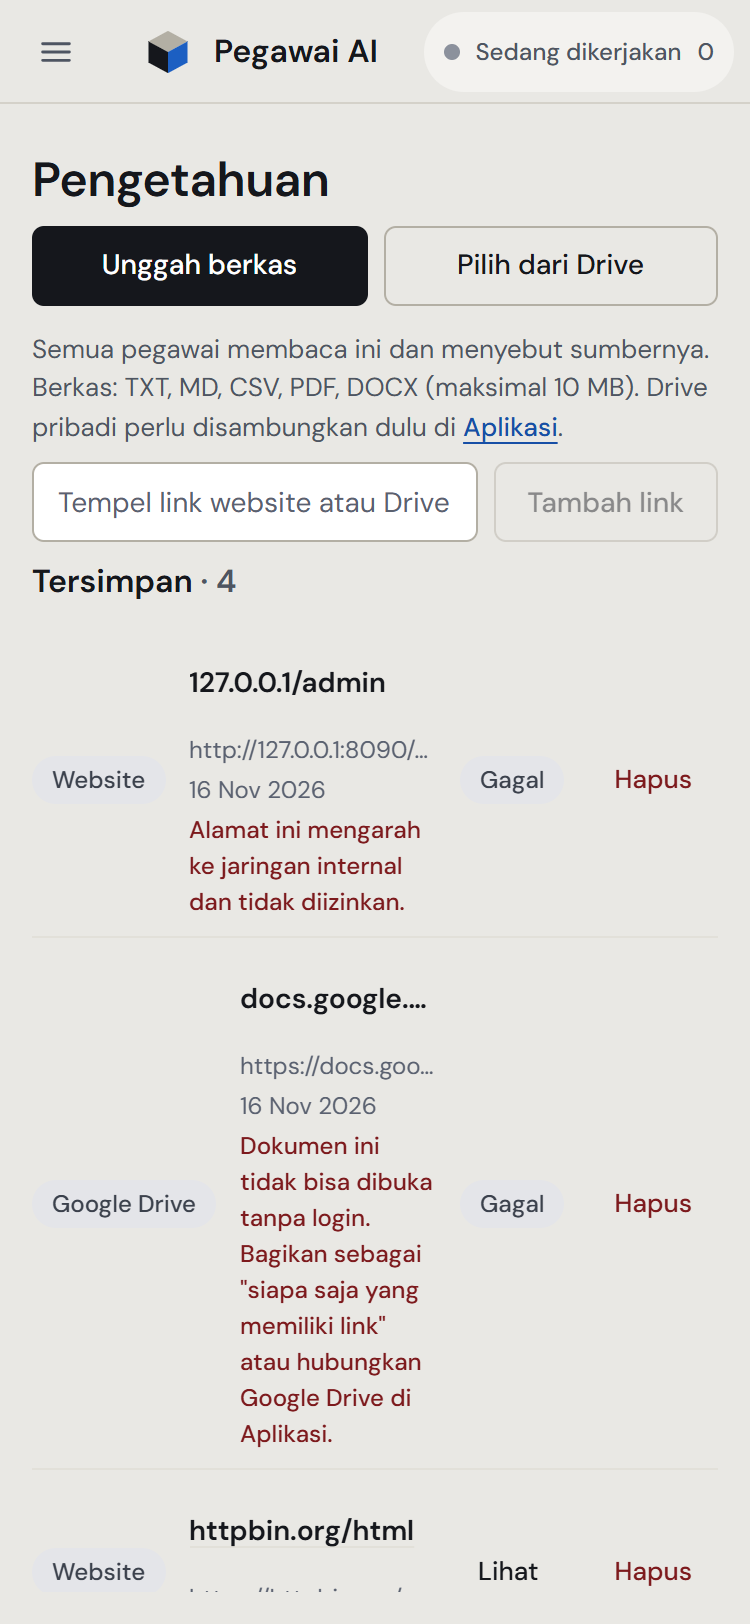 Pegawai AI
Sedang dikerjakan 0
Pengetahuan
Unggah berkas
Pilih dari Drive
Semua pegawai membaca ini dan menyebut sumbernya.
Berkas: TXT, MD, CSV, PDF, DOCX (maksimal 10 MB). Drive
pribadi perlu disambungkan dulu di Aplikasi.
Tempel link website atau Drive
Tambah link
Tersimpan · 4
127.0.0.1/admin
http://127.0.0.1:8090/...
16 Nov 2026
Alamat ini mengarah
ke jaringan internal
dan tidak diizinkan.
Website
Gagal
Hapus
docs.google....
https://docs.goo...
16 Nov 2026
Dokumen ini
tidak bisa dibuka
tanpa login.
Bagikan sebagai
"siapa saja yang
memiliki link"
atau hubungkan
Google Drive di
Aplikasi.
Google Drive
Gagal
Hapus
httpbin.org/html
Website
Lihat
Hapus